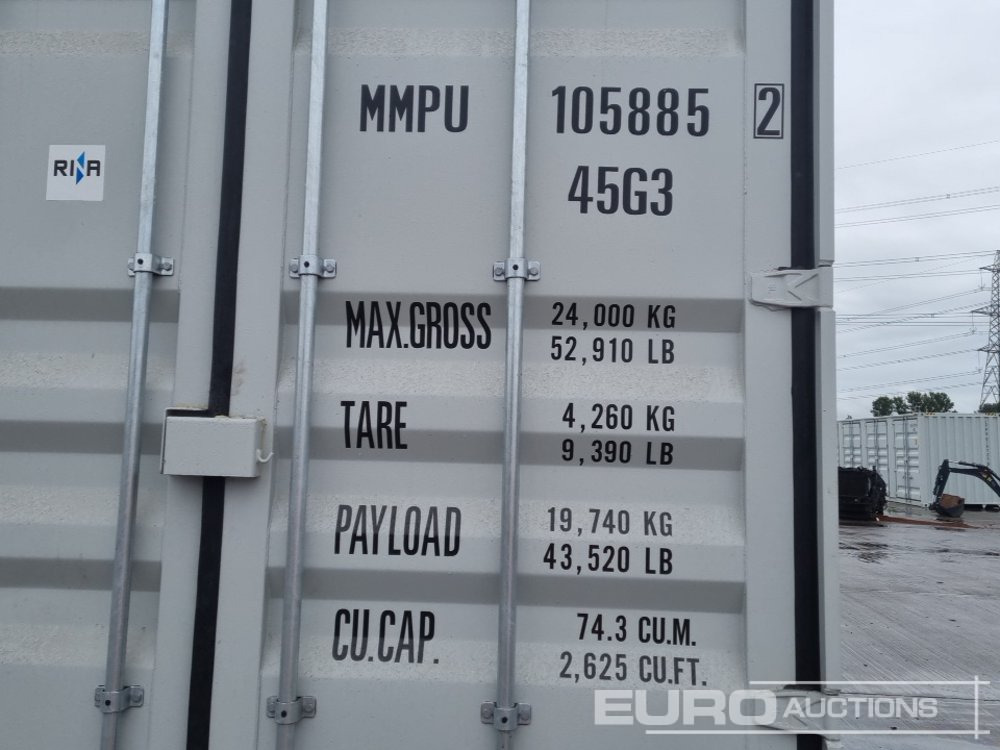 MMPU 105885 2
45G3
RINA
MAX.GROSS 24,000 KG
52,910 LB
TARE 4,260 KG
9,390 LB
PAYLOAD 19,740 KG
43,520 LB
CU.CAP. 74.3 CU.M.
2,625 CU.FT.
EURO AUCTIONS